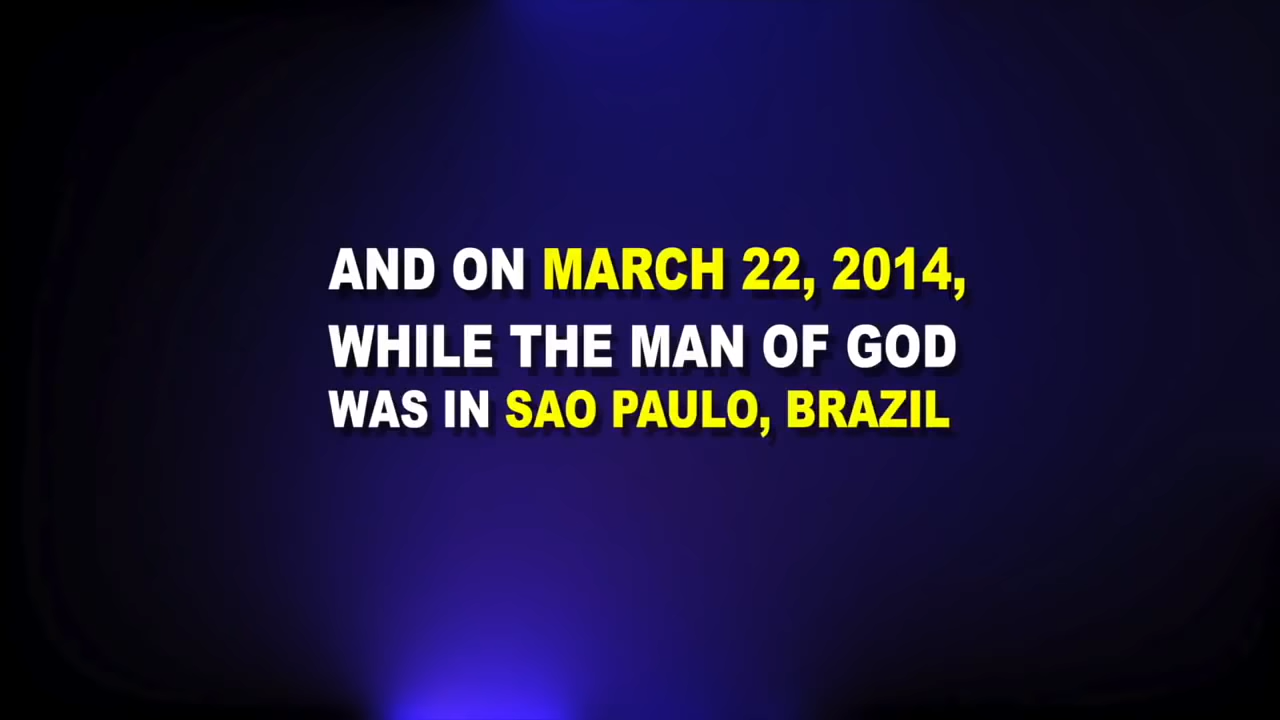 AND ON MARCH 22, 2014,
WHILE THE MAN OF GOD
WAS IN SAO PAULO, BRAZIL